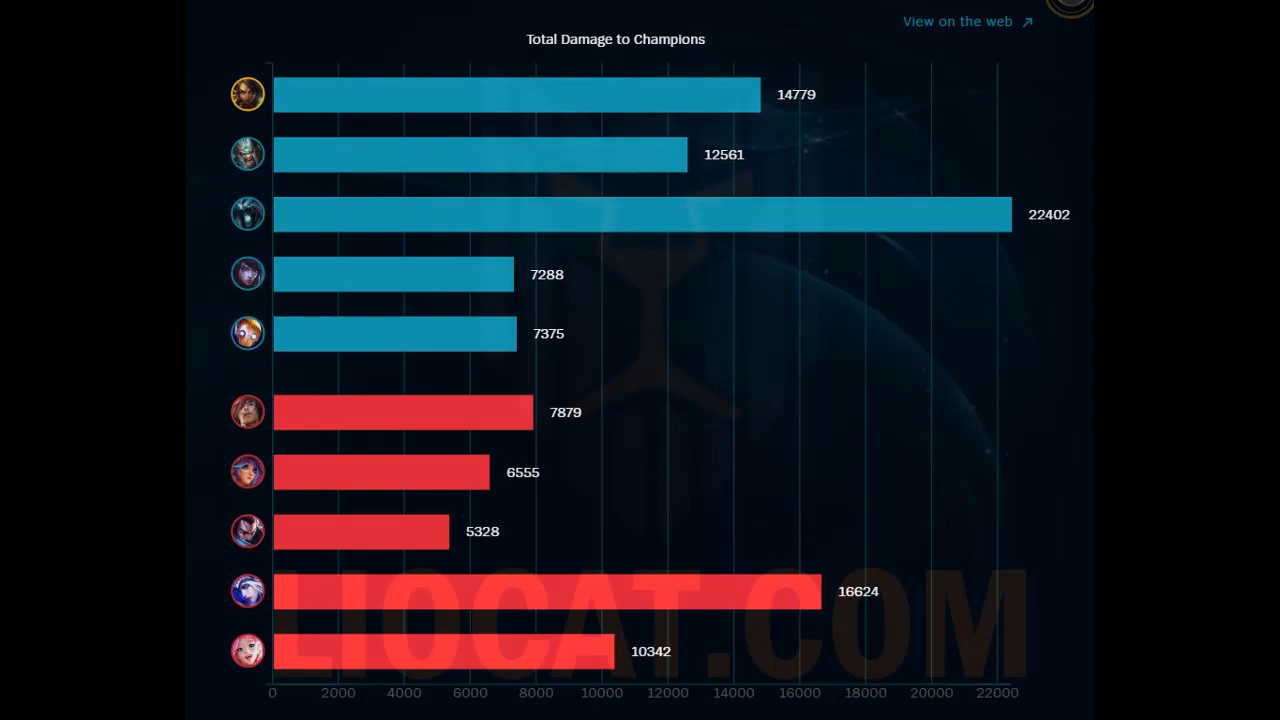 View on the web
Total Damage to Champions
14779
12561
22402
7288
7375
7879
6555
5328
16624
10342
LIOCAT.COM
0 2000 4000 6000 8000 10000 12000 14000 16000 18000 20000 22000